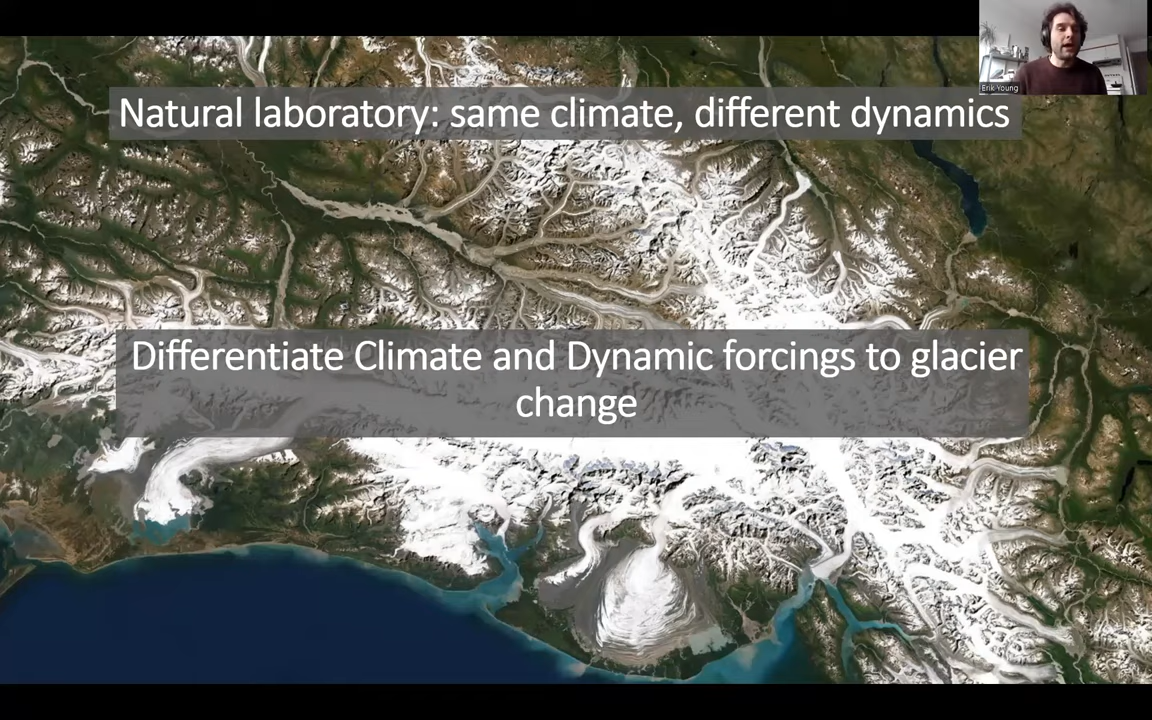 Erik Young
Natural laboratory: same climate, different dynamics
Differentiate Climate and Dynamic forcings to glacier
change